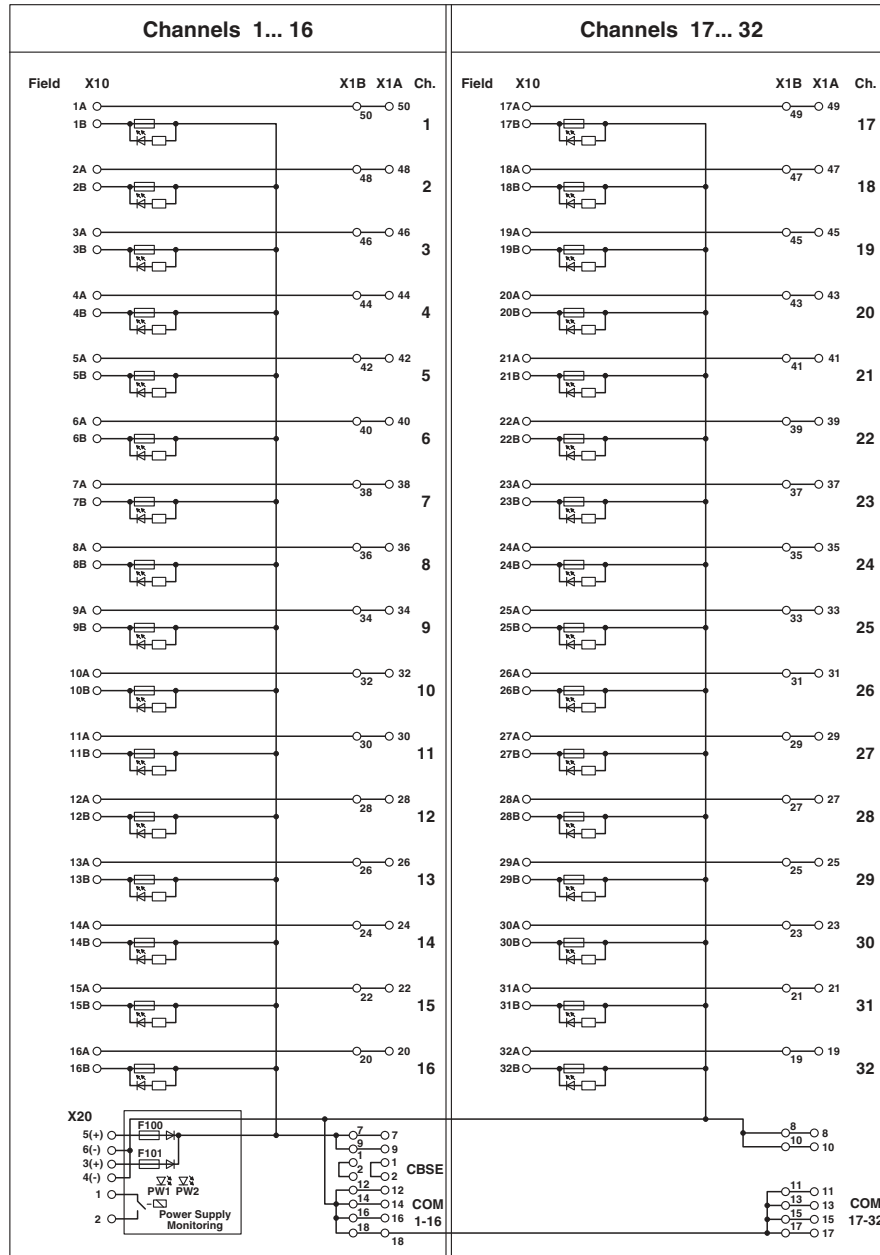 Channels 1... 16 Channels 17... 32
Field X10 X1B X1A Ch. Field X10 X1B X1A Ch.
1A 50 50 17A 49 49
1B 1 17B 17
2A 48 48 18A 47 47
2B 2 18B 18
3A 46 46 19A 45 45
3B 3 19B 19
4A 44 44 20A 43 43
4B 4 20B 20
5A 42 42 21A 41 41
5B 5 21B 21
6A 40 40 22A 39 39
6B 6 22B 22
7A 38 38 23A 37 37
7B 7 23B 23
8A 36 36 24A 35 35
8B 8 24B 24
9A 34 34 25A 33 33
9B 9 25B 25
10A 32 32 26A 31 31
10B 10 26B 26
11A 30 30 27A 29 29
11B 11 27B 27
12A 28 28 28A 27 27
12B 12 28B 28
13A 26 26 29A 25 25
13B 13 29B 29
14A 24 24 30A 23 23
14B 14 30B 30
15A 22 22 31A 21 21
15B 15 31B 31
16A 20 20 32A 19 19
16B 16 32B 32
X20
5(+) F100 7 7 8 8
6(-) 9 9 10 10
3(+) F101 1 1
4(-) 2 2 CBSE
PW1 PW2
1 12 12 11 11
14 14 COM 13 13 COM
Power Supply 16 16 1-16 15 15 17-32
2 Monitoring 18 18 17 17